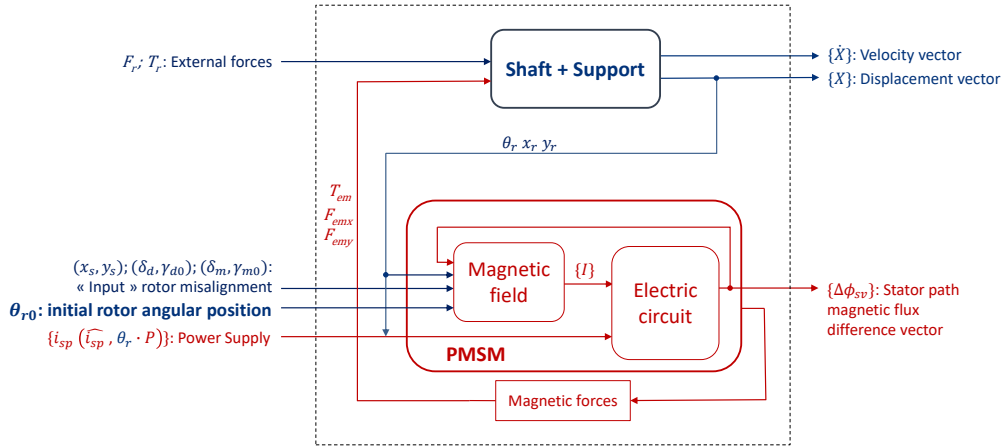 F_r; T_r: External forces
Shaft + Support
{Ẋ}: Velocity vector
{X}: Displacement vector
θ_r x_r y_r
T_em
F_emx
F_emy
(x_s, y_s); (δ_d, γ_d0); (δ_m, γ_m0):
« Input » rotor misalignment
θ_r0: initial rotor angular position
{i_sp (î_sp , θ_r · P)}: Power Supply
Magnetic
field
{I}
Electric
circuit
PMSM
{Δϕ_sv}: Stator path
magnetic flux
difference vector
Magnetic forces